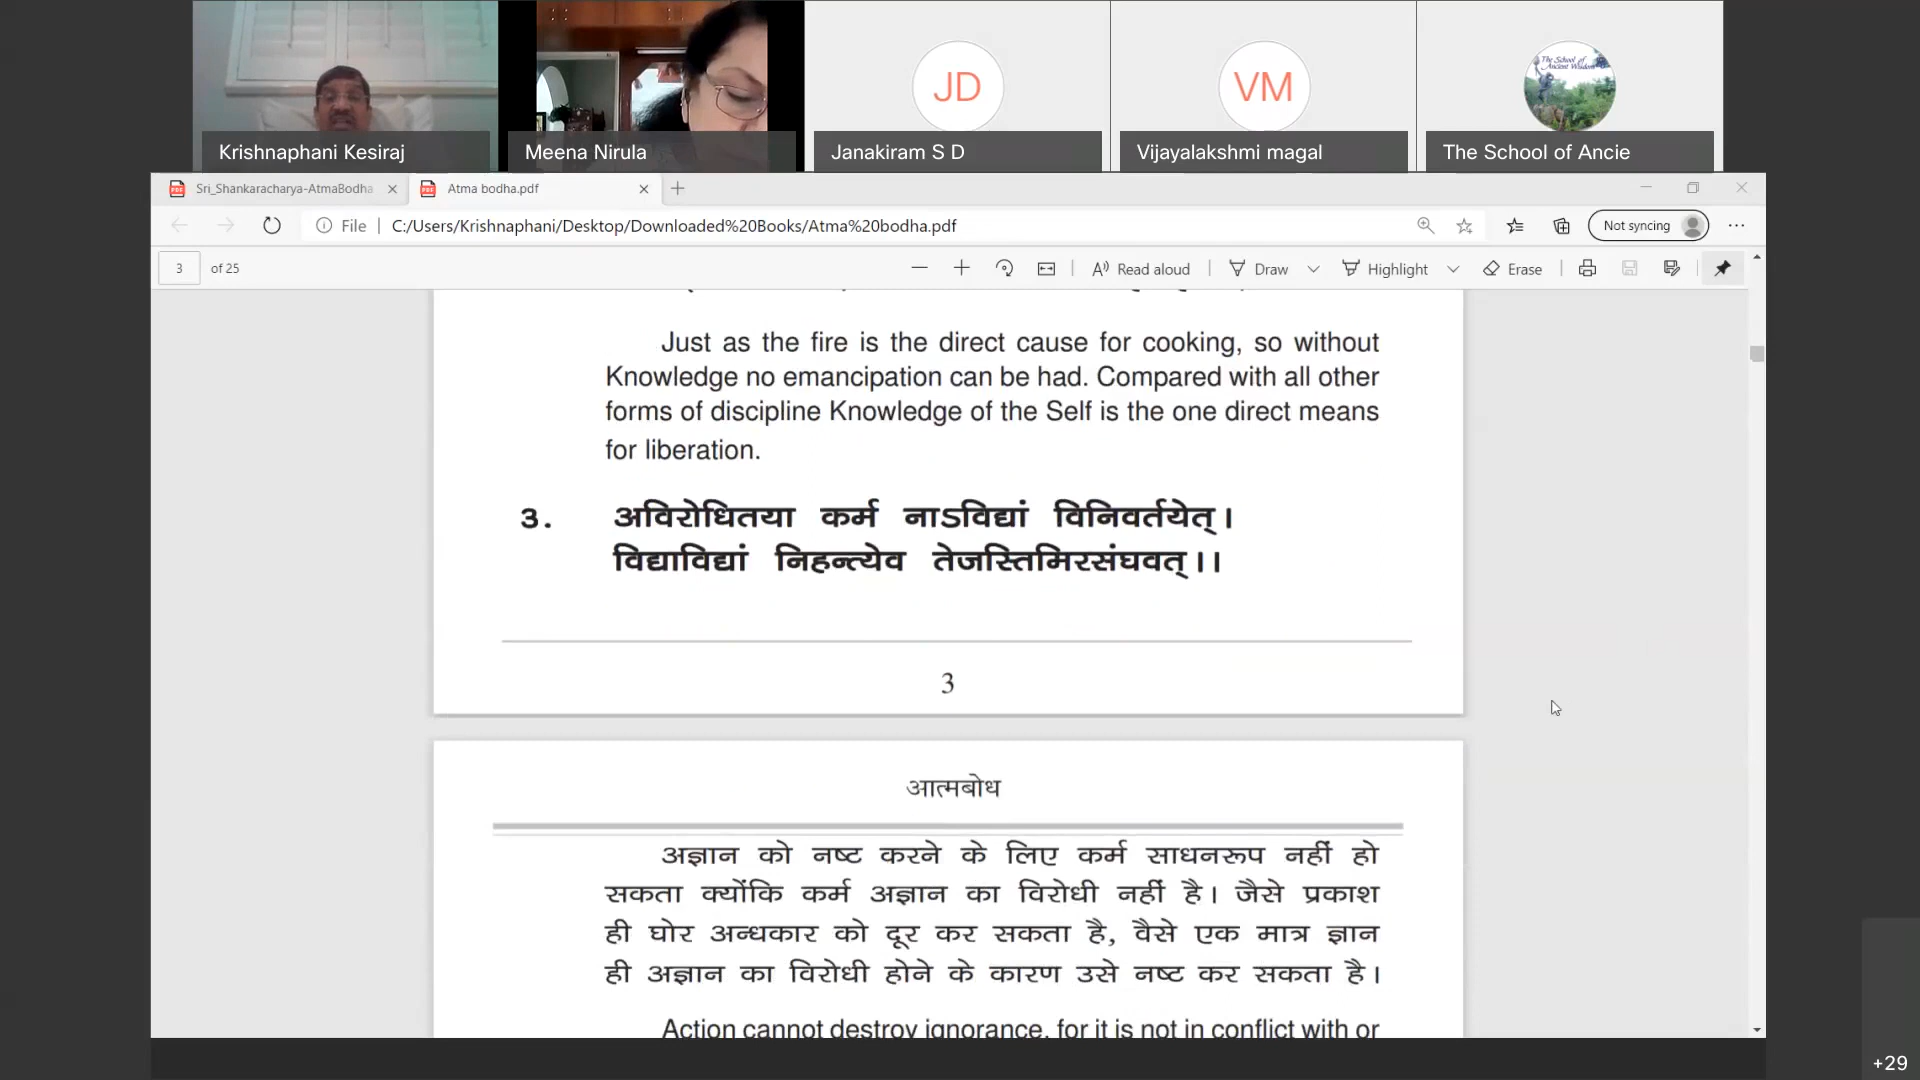 JD
VM
The School of
Ancient Wisdom
Krishnaphani Kesiraj
Meena Nirula
Janakiram S D
Vijayalakshmi magal
The School of Ancie
Sri_Shankaracharya-AtmaBodha
Atma bodha.pdf
File
C:/Users/Krishnaphani/Desktop/Downloaded%20Books/Atma%20bodha.pdf
Not syncing
3 of 25
Read aloud
Draw
Highlight
Erase
Just as the fire is the direct cause for cooking, so without
Knowledge no emancipation can be had. Compared with all other
forms of discipline Knowledge of the Self is the one direct means
for liberation.
३. अविरोधितया कर्म नाऽविद्यां विनिवर्तयेत्।
विद्याविद्यां निहन्त्येव तेजस्तिमिरसंघवत्।।
3
आत्मबोध
अज्ञान को नष्ट करने के लिए कर्म साधनरूप नहीं हो
सकता क्योंकि कर्म अज्ञान का विरोधी नहीं है। जैसे प्रकाश
ही घोर अन्धकार को दूर कर सकता है, वैसे एक मात्र ज्ञान
ही अज्ञान का विरोधी होने के कारण उसे नष्ट कर सकता है।
Action cannot destroy ignorance, for it is not in conflict with or
+29